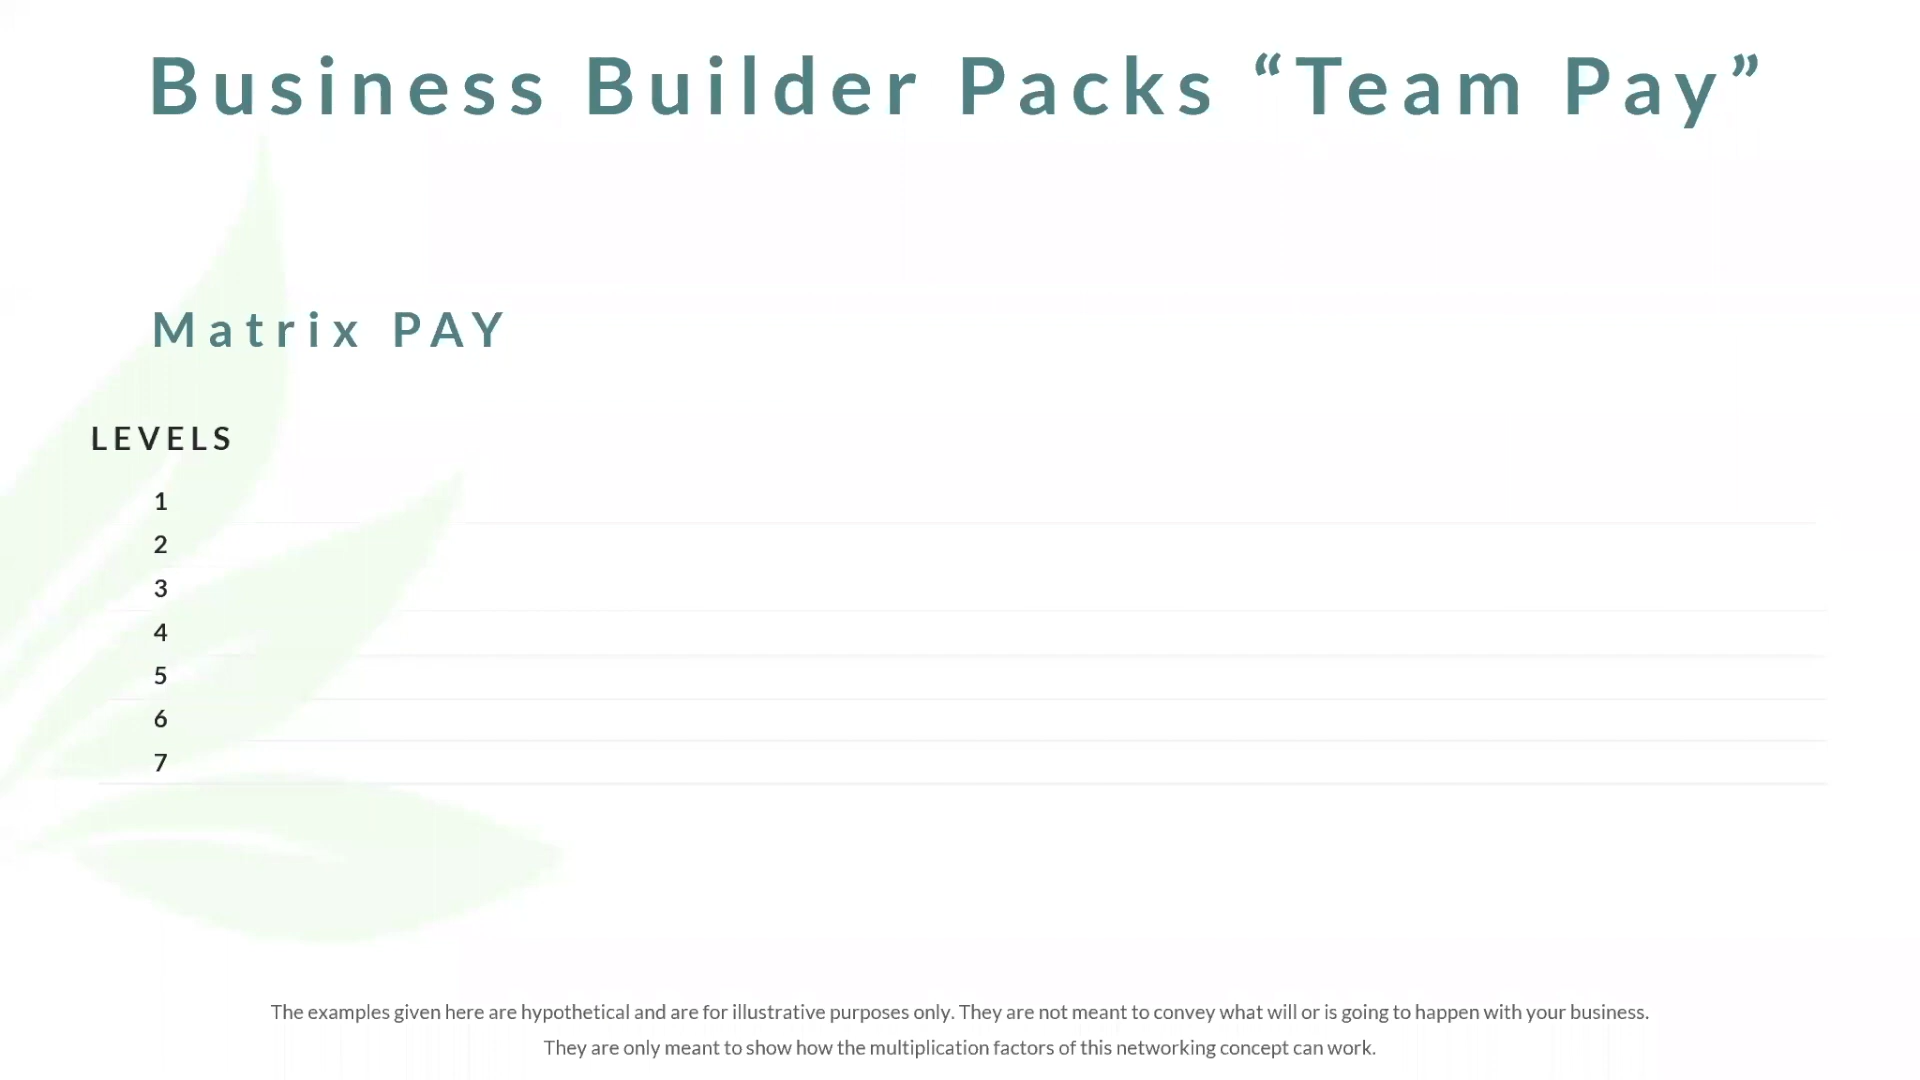 Business Builder Packs “Team Pay”
Matrix PAY
LEVELS
1
2
3
4
5
6
7
The examples given here are hypothetical and are for illustrative purposes only. They are not meant to convey what will or is going to happen with your business.
They are only meant to show how the multiplication factors of this networking concept can work.